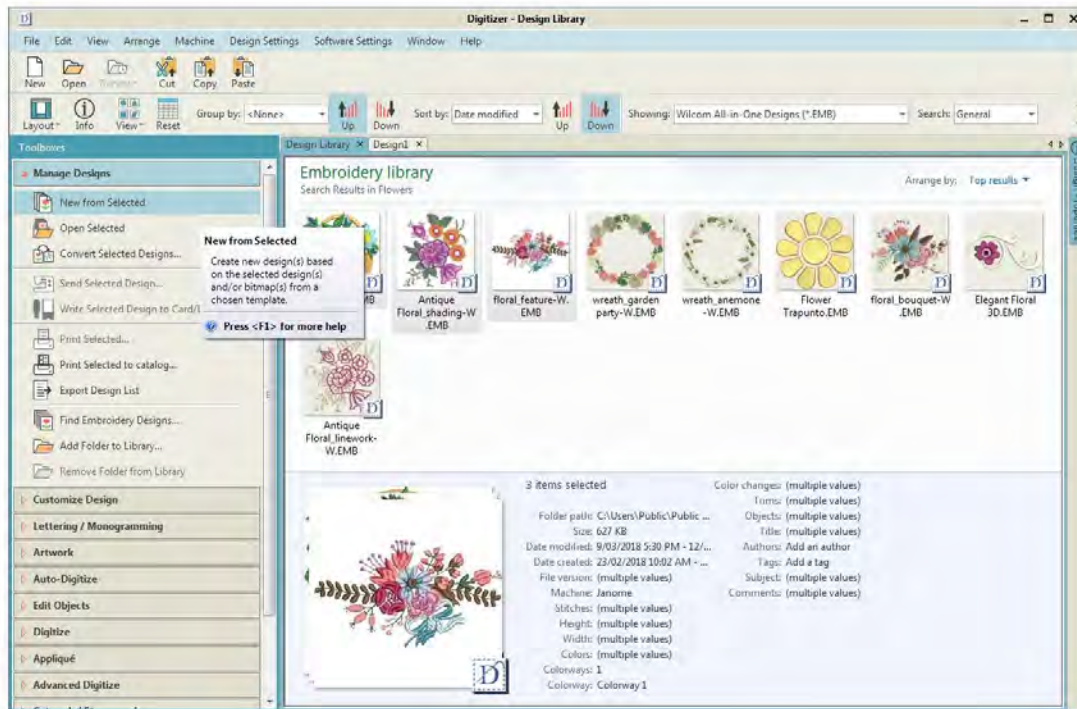 Digitizer - Design Library
File Edit View Arrange Machine Design Settings Software Settings Window Help
New Open Cut Copy Paste
Layout Info View Reset Group by: <None> Up Down Sort by: Date modified Up Down Showing: Wilcom All-in-One Designs (*.EMB) Search: General
Toolboxes
Design Library × Design1 ×
Manage Designs
New from Selected
Open Selected
Convert Selected Designs...
Send Selected Design...
Write Selected Design to Card/
Print Selected...
Print Selected to catalog...
Export Design List
Find Embroidery Designs...
Add Folder to Library...
Remove Folder from Library
Customize Design
Lettering / Monogramming
Artwork
Auto-Digitize
Edit Objects
Digitize
Appliqué
Advanced Digitize
New from Selected
Create new design(s) based
on the selected design(s)
and/or bitmap(s) from a
chosen template.
Press <F1> for more help
Embroidery library
Search Results in Flowers
Arrange by: Top results
MB
Antique
Floral_shading-W
.EMB
floral_feature-W.
EMB
wreath_garden
party-W.EMB
wreath_anemone
-W.EMB
Flower
Trapunto.EMB
floral_bouquet-W
.EMB
Elegant Floral
3D.EMB
Antique
Floral_linework-
W.EMB
3 items selected
Folder path: C:\Users\Public\Public ...
Size: 627 KB
Date modified: 9/03/2018 5:30 PM - 12/...
Date created: 23/02/2018 10:02 AM - ...
File version: (multiple values)
Machine: Janome
Stitches: (multiple values)
Height: (multiple values)
Width: (multiple values)
Colors: (multiple values)
Colorways: 1
Colorway: Colorway 1
Color changes: (multiple values)
Trims: (multiple values)
Objects: (multiple values)
Title: (multiple values)
Authors: Add an author
Tags: Add a tag
Subject: (multiple values)
Comments: (multiple values)